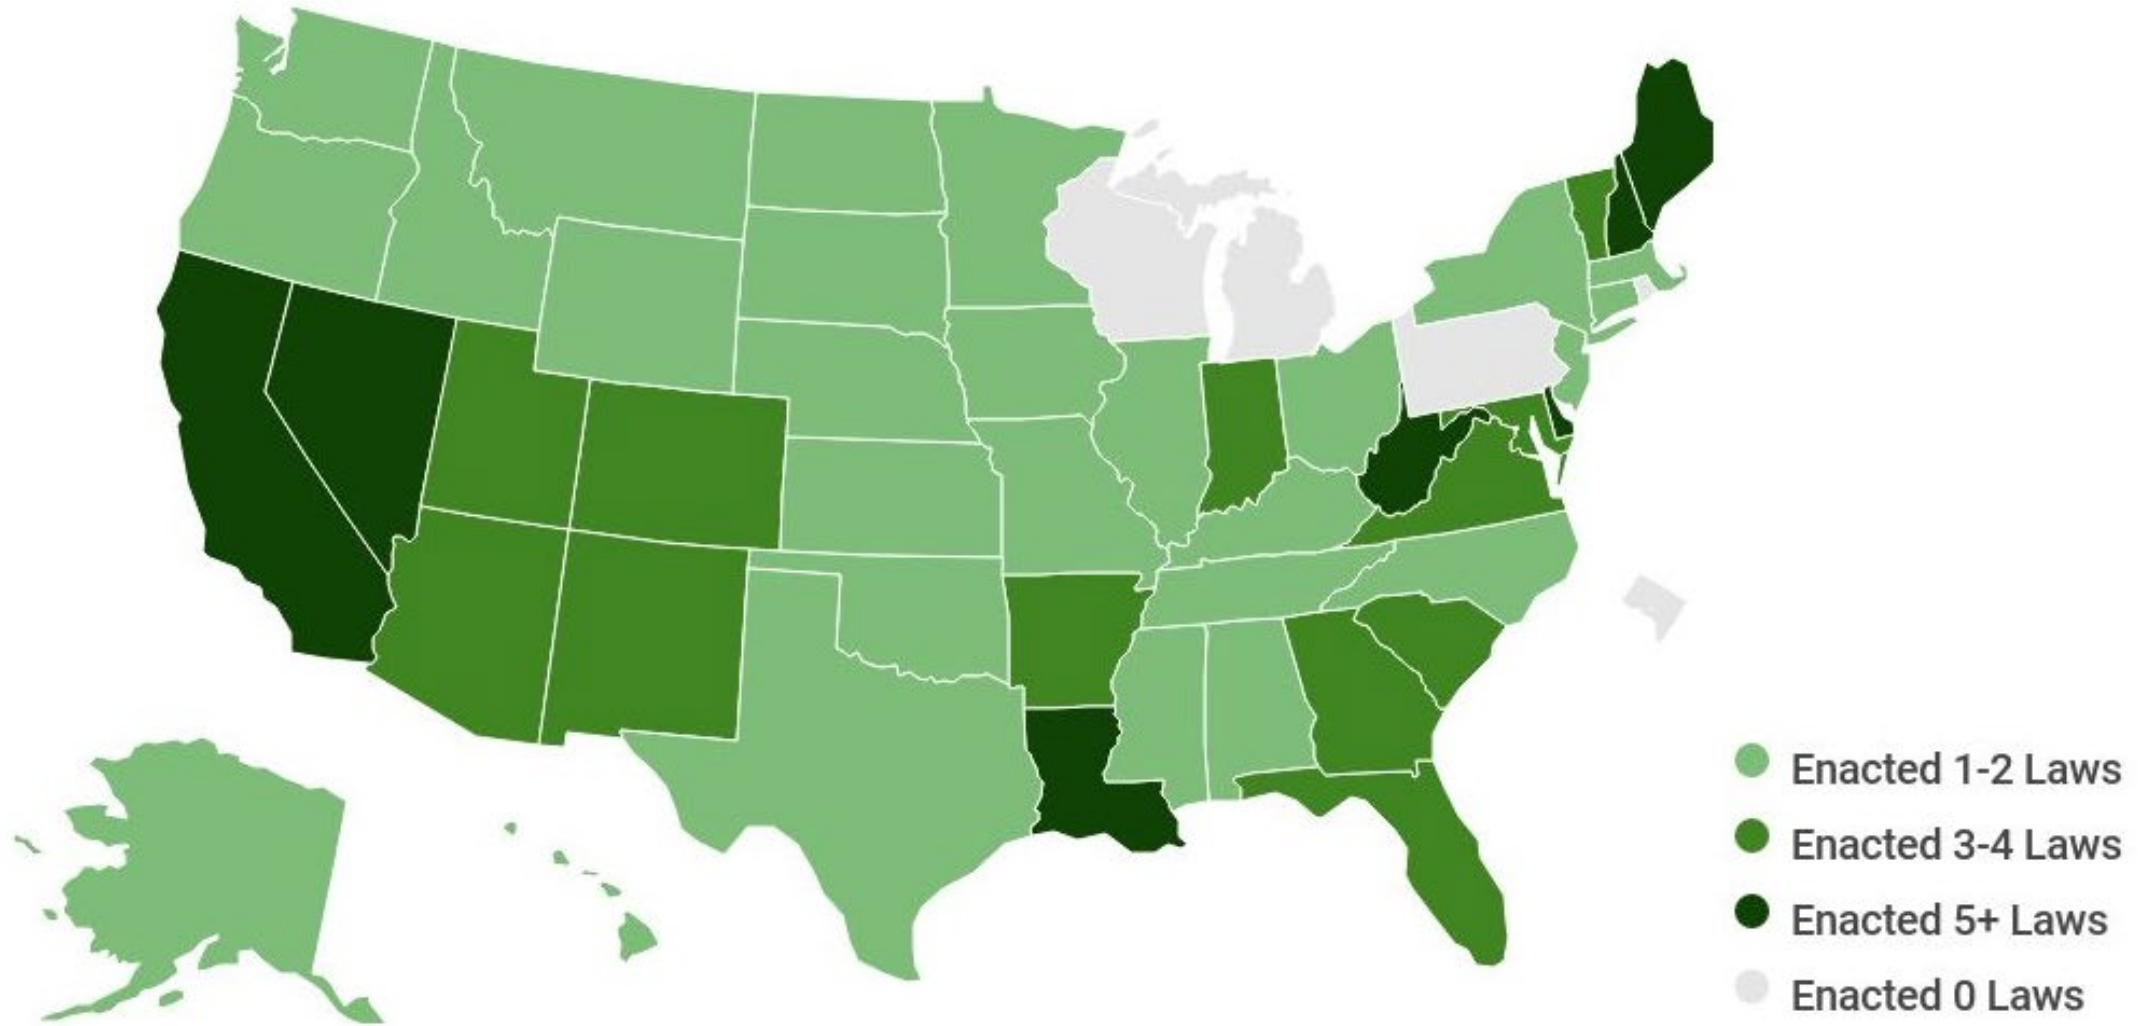 Enacted 1-2 Laws
Enacted 3-4 Laws
Enacted 5+ Laws
Enacted 0 Laws